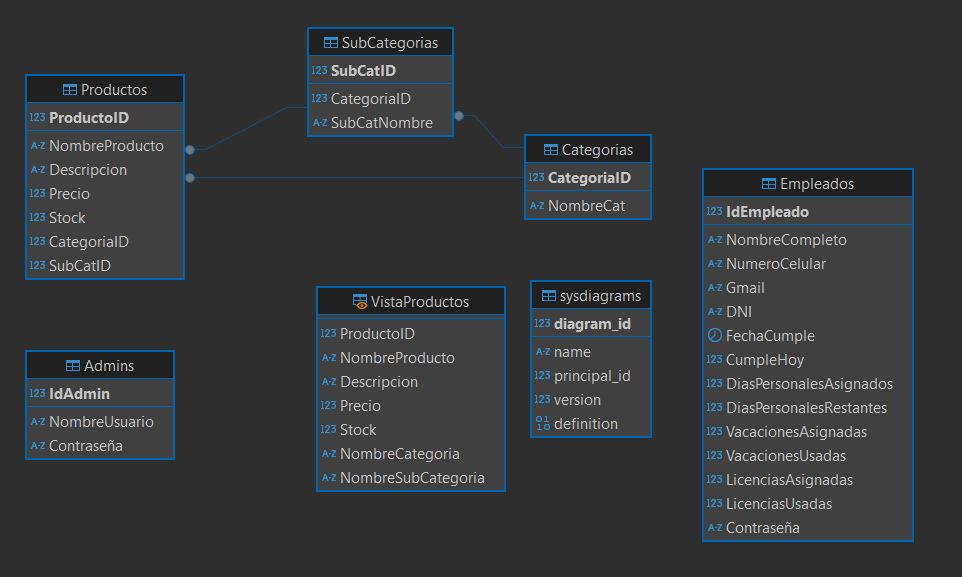 SubCategorias
123 SubCatID
123 CategoriaID
A-Z SubCatNombre
Productos
123 ProductoID
A-Z NombreProducto
A-Z Descripcion
123 Precio
123 Stock
123 CategoriaID
123 SubCatID
Categorias
123 CategoriaID
A-Z NombreCat
Empleados
123 IdEmpleado
A-Z NombreCompleto
A-Z NumeroCelular
A-Z Gmail
A-Z DNI
FechaCumple
123 CumpleHoy
123 DiasPersonalesAsignados
123 DiasPersonalesRestantes
123 VacacionesAsignadas
123 VacacionesUsadas
123 LicenciasAsignadas
123 LicenciasUsadas
A-Z Contraseña
VistaProductos
123 ProductoID
A-Z NombreProducto
A-Z Descripcion
123 Precio
123 Stock
A-Z NombreCategoria
A-Z NombreSubCategoria
sysdiagrams
123 diagram_id
A-Z name
123 principal_id
123 version
010 definition
Admins
123 IdAdmin
A-Z NombreUsuario
A-Z Contraseña